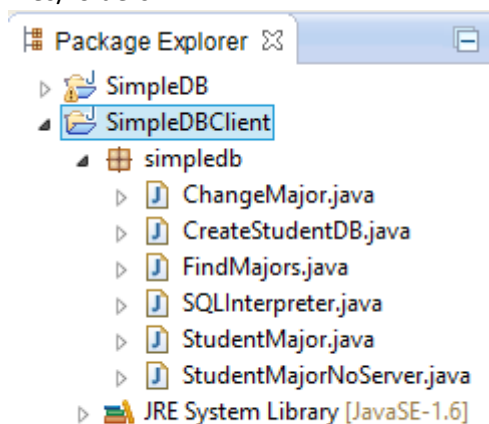 Package Explorer
SimpleDB
SimpleDBClient
simpledb
J ChangeMajor.java
J CreateStudentDB.java
J FindMajors.java
J SQLInterpreter.java
J StudentMajor.java
J StudentMajorNoServer.java
JRE System Library [JavaSE-1.6]